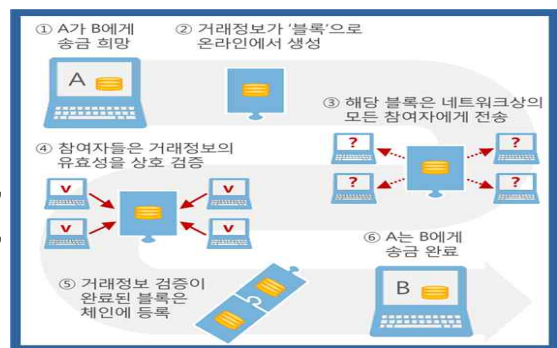 ① A가 B에게
송금 희망
② 거래정보가 ‘블록’으로
온라인에서 생성
A
③ 해당 블록은 네트워크상의
모든 참여자에게 전송
? ?
? ?
④ 참여자들은 거래정보의
유효성을 상호 검증
V V
V V
⑤ 거래정보 검증이
완료된 블록은
체인에 등록
⑥ A는 B에게
송금 완료
B
,
,